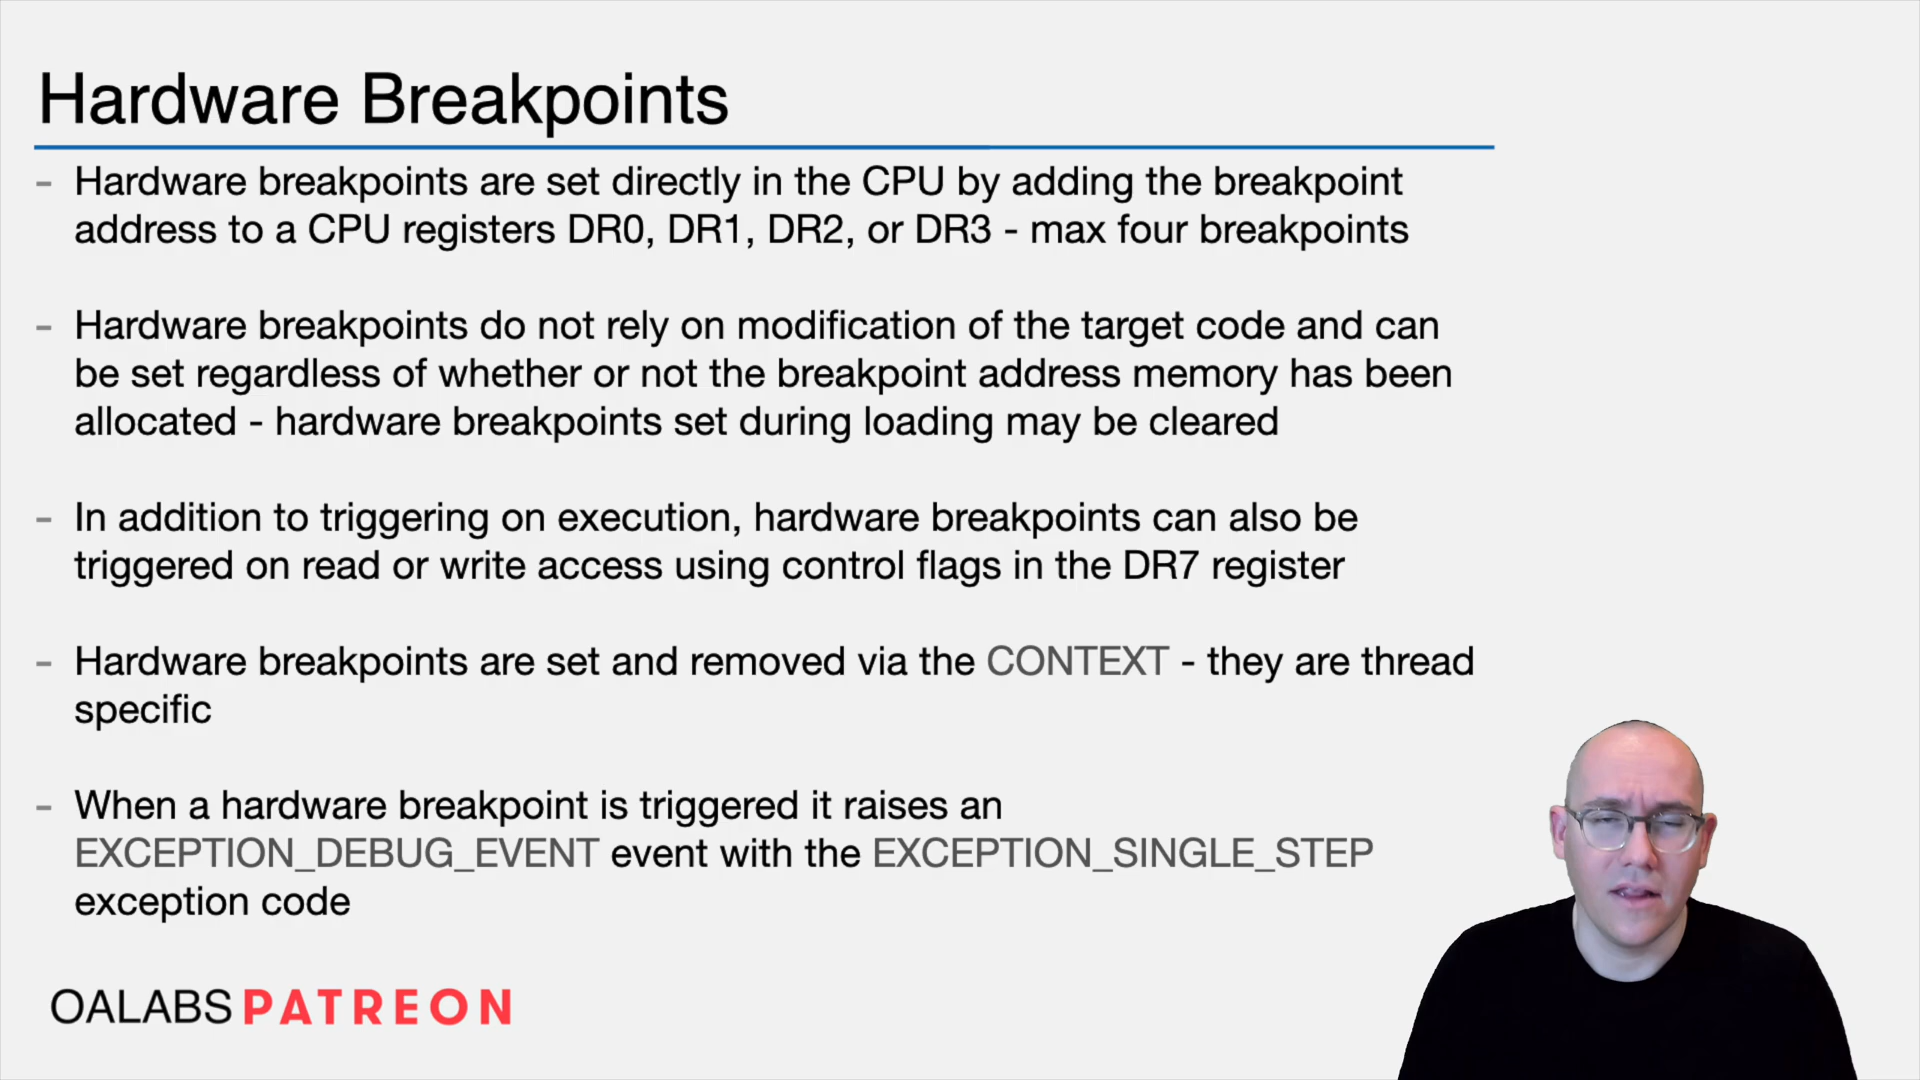 Hardware Breakpoints
- Hardware breakpoints are set directly in the CPU by adding the breakpoint
address to a CPU registers DR0, DR1, DR2, or DR3 - max four breakpoints
- Hardware breakpoints do not rely on modification of the target code and can
be set regardless of whether or not the breakpoint address memory has been
allocated - hardware breakpoints set during loading may be cleared
- In addition to triggering on execution, hardware breakpoints can also be
triggered on read or write access using control flags in the DR7 register
- Hardware breakpoints are set and removed via the CONTEXT - they are thread
specific
- When a hardware breakpoint is triggered it raises an
EXCEPTION_DEBUG_EVENT event with the EXCEPTION_SINGLE_STEP
exception code
OALABS PATREON